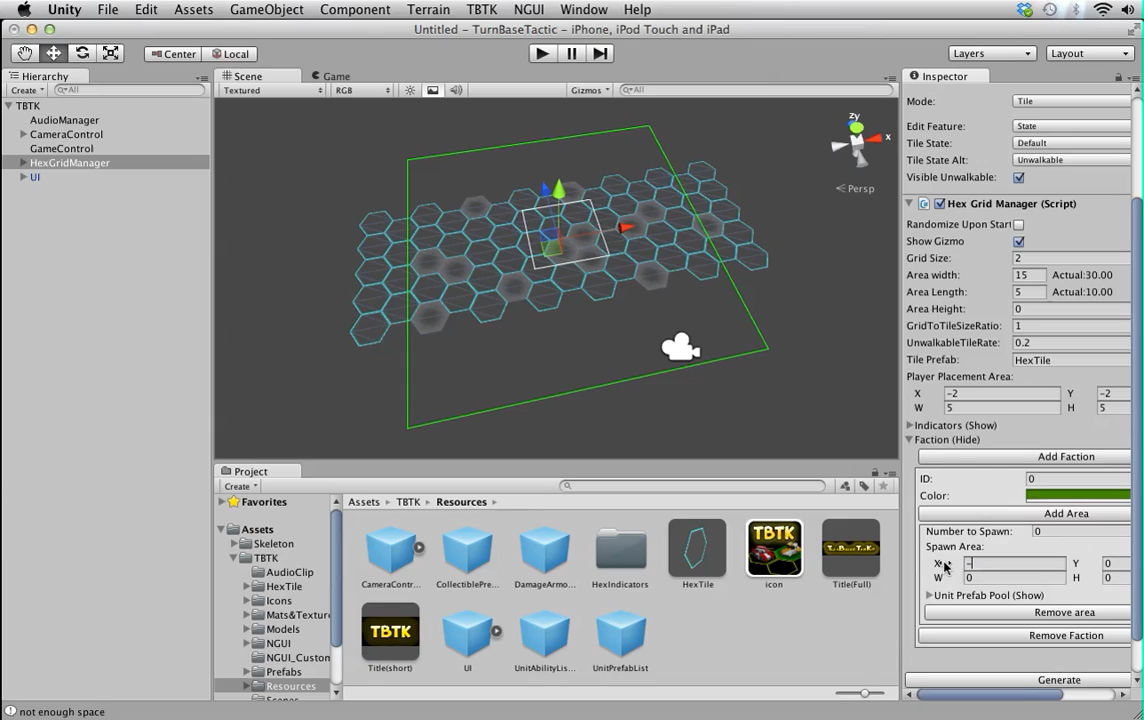 Unity File Edit Assets GameObject Component Terrain TBTK NGUI Window Help
Untitled - TurnBaseTactic - iPhone, iPod Touch and iPad
Center Local Layers Layout
Hierarchy
Create All
TBTK
AudioManager
CameraControl
GameControl
HexGridManager
UI
Scene Game
Textured RGB Gizmos All
zy
x
Persp
Inspector
Mode: Tile
Edit Feature: State
Tile State: Default
Tile State Alt: Unwalkable
Visible Unwalkable:
Hex Grid Manager (Script)
Randomize Upon Start
Show Gizmo
Grid Size: 2
Area width: 15 Actual:30.00
Area Length: 5 Actual:10.00
Area Height: 0
GridToTileSizeRatio: 1
UnwalkableTileRate: 0.2
Tile Prefab: HexTile
Player Placement Area:
X -2 Y -2
W 5 H 5
Indicators (Show)
Faction (Hide)
Add Faction
ID: 0
Color:
Add Area
Number to Spawn: 0
Spawn Area:
X - Y 0
W 0 H 0
Unit Prefab Pool (Show)
Remove area
Remove Faction
Generate
Project
Create
Favorites
Assets
Skeleton
TBTK
AudioClip
HexTile
Icons
Mats&Texture
Models
NGUI
NGUI_Custon
Prefabs
Resources
Scenes
Assets TBTK Resources
CameraContr... CollectiblePre... DamageArmo... HexIndicators HexTile icon Title(Full)
TBTK
TBTK
Title(short) UI UnitAbilityLis... UnitPrefabList
not enough space